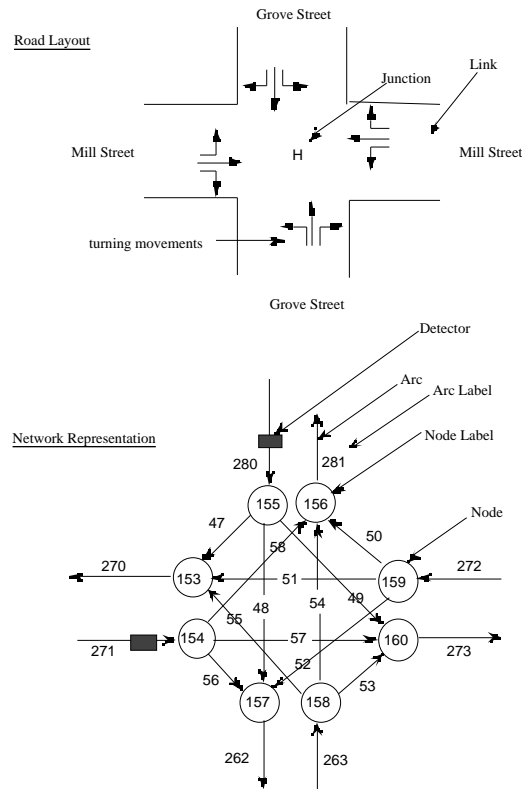 Grove Street
Road Layout
Junction
Link
H
Mill Street
Mill Street
turning movements
Grove Street
Detector
Arc
Arc Label
Network Representation
Node Label
280
281
155
156
Node
47
58
50
270
153
51
159
272
48
54
49
154
55
57
160
271
52
273
56
53
157
158
262
263